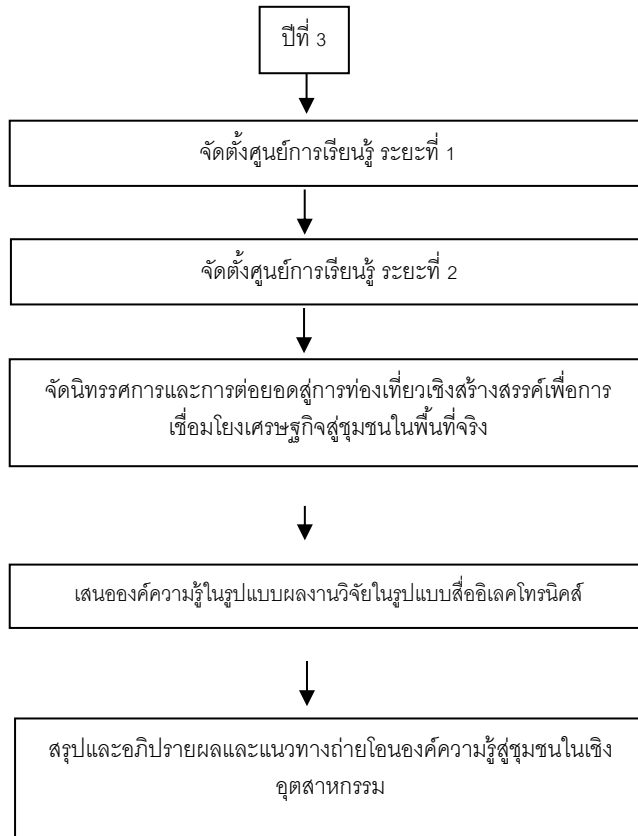 ปีที่ 3
จัดตั้งศูนย์การเรียนรู้ ระยะที่ 1
จัดตั้งศูนย์การเรียนรู้ ระยะที่ 2
จัดนิทรรศการและการต่อยอดสู่การท่องเที่ยวเชิงสร้างสรรค์เพื่อการ
เชื่อมโยงเศรษฐกิจสู่ชุมชนในพื้นที่จริง
เสนอองค์ความรู้ในรูปแบบผลงานวิจัยในรูปแบบสื่ออิเลคโทรนิคส์
สรุปและอภิปรายผลและแนวทางถ่ายโอนองค์ความรู้สู่ชุมชนในเชิง
อุตสาหกรรม